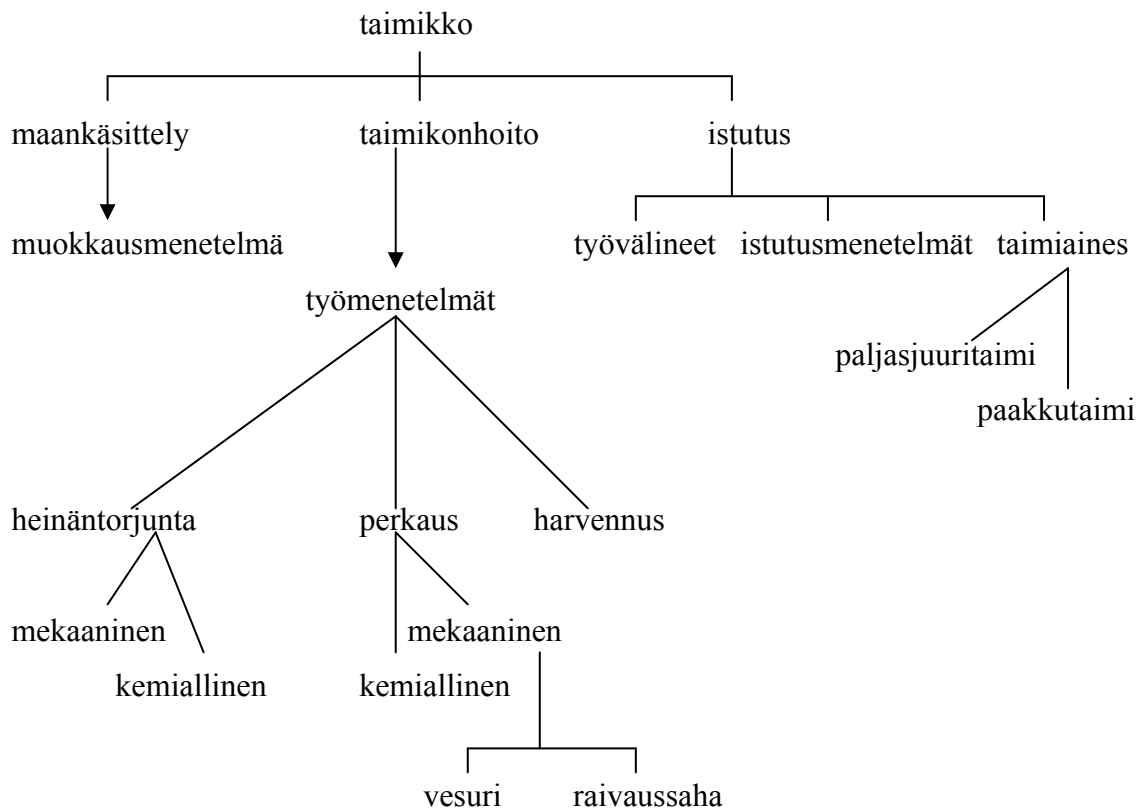 taimikko
maankäsittely taimikonhoito istutus
muokkausmenetelmä työvälineet istutusmenetelmät taimiaines
työmenetelmät
paljasjuuritaimi
paakkutaimi
heinäntorjunta perkaus harvennus
mekaaninen mekaaninen
kemiallinen kemiallinen
vesuri raivaussaha